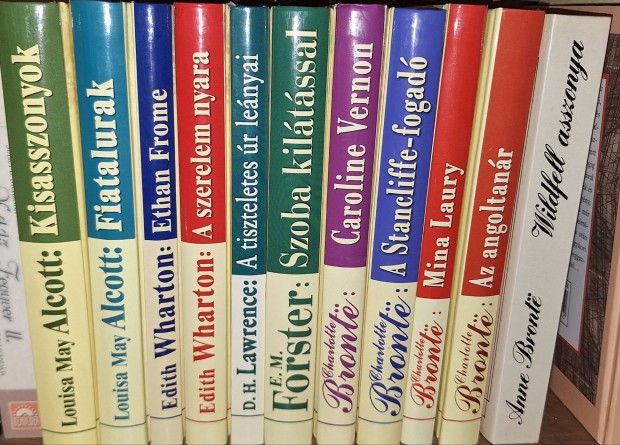 Louisa May Alcott: Kisasszonyok
Louisa May Alcott: Fiatalurak
Edith Wharton: Ethan Frome
Edith Wharton: A szerelem nyara
D. H. Lawrence: A tiszteletes úr leányai
E. M. Forster: Szoba kilátással
Charlotte Brontë: Caroline Vernon
Charlotte Brontë: A Stancliffe-fogadó
Charlotte Brontë: Mina Laury
Charlotte Brontë: Az angoltanár
Anne Brontë Wildfell asszonya